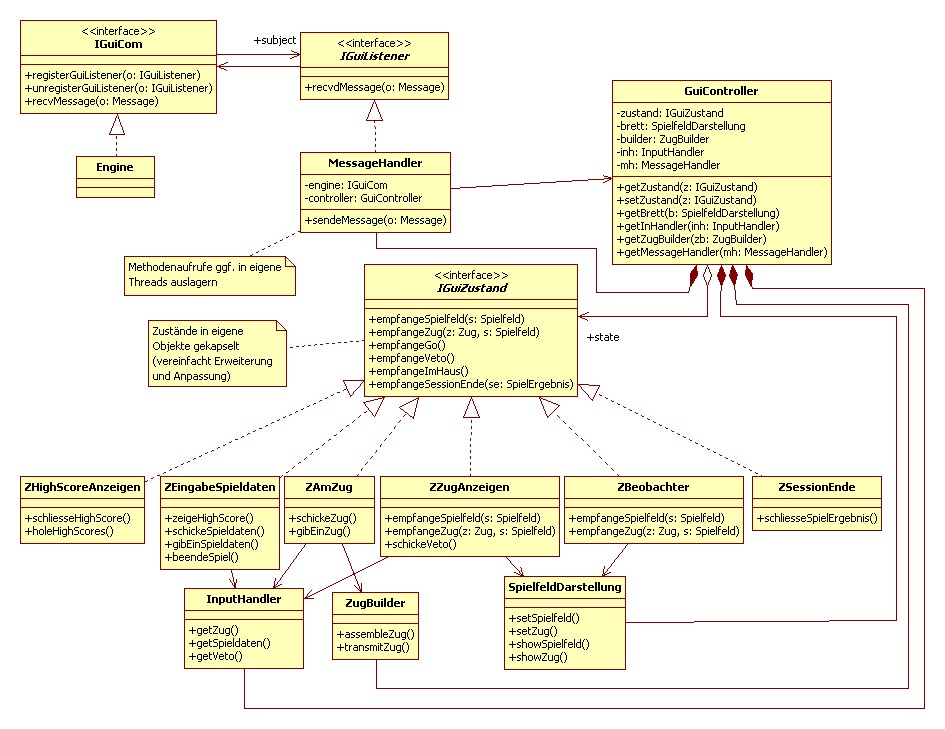 <<interface>>
IGuiCom
+registerGuiListener(o: IGuiListener)
+unregisterGuiListener(o: IGuiListener)
+recvMessage(o: Message)
+subject
<<interface>>
IGuiListener
+recvdMessage(o: Message)
Engine
MessageHandler
-engine: IGuiCom
-controller: GuiController
+sendeMessage(o: Message)
GuiController
-zustand: IGuiZustand
-brett: SpielfeldDarstellung
-builder: ZugBuilder
-inh: InputHandler
-mh: MessageHandler
+getZustand(z: IGuiZustand)
+setZustand(z: IGuiZustand)
+getBrett(b: SpielfeldDarstellung)
+getInHandler(inh: InputHandler)
+getZugBuilder(zb: ZugBuilder)
+getMessageHandler(mh: MessageHandler)
Methodenaufrufe ggf. in eigene
Threads auslagern
<<interface>>
IGuiZustand
+empfangeSpielfeld(s: Spielfeld)
+empfangeZug(z: Zug, s: Spielfeld)
+empfangeGo()
+empfangeVeto()
+empfangeImHaus()
+empfangeSessionEnde(se: SpielErgebnis)
+state
Zustände in eigene
Objekte gekapselt
(vereinfacht Erweiterung
und Anpassung)
ZHighScoreAnzeigen
+schliesseHighScore()
+holeHighScores()
ZEingabeSpieldaten
+zeigeHighScore()
+schickeSpieldaten()
+gibEinSpieldaten()
+beendeSpiel()
ZAmZug
+schickeZug()
+gibEinZug()
ZZugAnzeigen
+empfangeSpielfeld(s: Spielfeld)
+empfangeZug(z: Zug, s: Spielfeld)
+schickeVeto()
ZBeobachter
+empfangeSpielfeld(s: Spielfeld)
+empfangeZug(z: Zug, s: Spielfeld)
ZSessionEnde
+schliesseSpielErgebnis()
InputHandler
+getZug()
+getSpieldaten()
+getVeto()
ZugBuilder
+assembleZug()
+transmitZug()
SpielfeldDarstellung
+setSpielfeld()
+setZug()
+showSpielfeld()
+showZug()